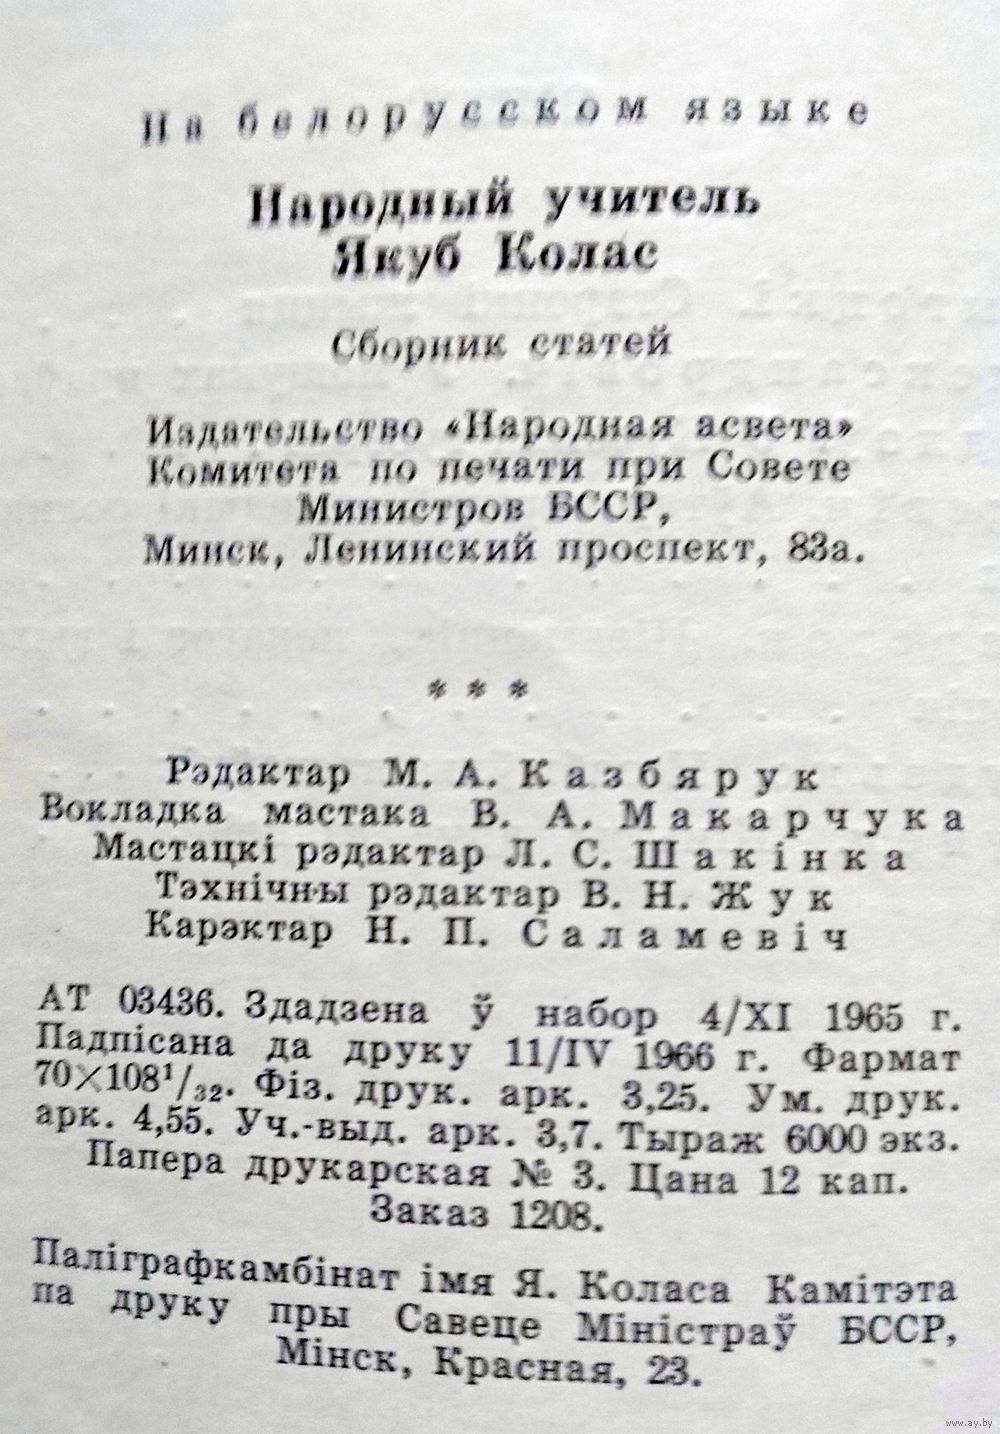 На белорусском языке
Народный учитель
Якуб Колас
Сборник статей
Издательство «Народная асвета»
Комитета по печати при Совете
Министров БССР,
Минск, Ленинский проспект, 83а.
* * *
Рэдактар М. А. Казбярук
Вокладка мастака В. А. Макарчука
Мастацкі рэдактар Л. С. Шакінка
Тэхнічны рэдактар В. Н. Жук
Карэктар Н. П. Саламевіч
АТ 03436. Здадзена ў набор 4/XI 1965 г.
Падпісана да друку 11/IV 1966 г. Фармат
70×108¹/₃₂. Фіз. друк. арк. 3,25. Ум. друк.
арк. 4,55. Уч.-выд. арк. 3,7. Тыраж 6000 экз.
Папера друкарская № 3. Цана 12 кап.
Заказ 1208.
Паліграфкамбінат імя Я. Коласа Камітэта
па друку пры Савеце Міністраў БССР,
Мінск, Красная, 23.
www.ay.by